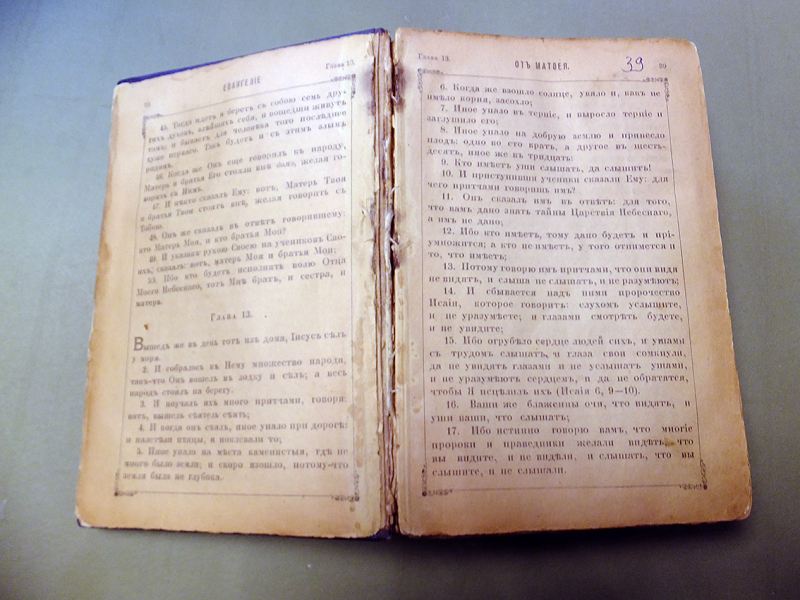 ЕВАНГЕЛІЕ
Глава 13.
45. Тогда идетъ и беретъ съ собою семь дру-
гихъ духовъ, злѣйшихъ себя, и вошедши живутъ
тамъ; и бываетъ для человѣка того послѣднее
хуже перваго. Такъ будетъ и съ этимъ злымъ
родомъ.
46. Когда же Онъ еще говорилъ къ народу,
Матерь и братья Его стояли внѣ дома, желая го-
ворить съ Нимъ.
47. И нѣкто сказалъ Ему: вотъ, Матерь Твоя
и братья Твои стоятъ внѣ, желая говорить съ
Тобою.
48. Онъ же сказалъ въ отвѣтъ говорившему:
кто Матерь Моя, и кто братья Мои?
49. И указавъ рукою Своею на учениковъ Сво-
ихъ, сказалъ: вотъ, матерь Моя и братья Мои;
50. Ибо кто будетъ исполнять волю Отца
Моего Небеснаго, тотъ Мнѣ братъ, и сестра, и
матерь.
Глава 13.
Вышедъ же въ день тотъ изъ дома, Іисусъ сѣлъ
у моря.
2. И собралось къ Нему множество народа,
такъ-что Онъ вошелъ въ лодку и сѣлъ; а весь
народъ стоялъ на берегу.
3. И поучалъ ихъ много притчами, говоря:
вотъ, вышелъ сѣятель сѣять;
4. И когда онъ сѣялъ, иное упало при дорогѣ:
и налетѣли птицы, и поклевали то;
5. Иное упало на мѣста каменистыя, гдѣ не
много было земли; и скоро взошло, потому-что
земля была не глубока.
Глава 13.
ОТЪ МАТѲЕЯ.
39
39
6. Когда же взошло солнце, увяло и, какъ не
имѣло корня, засохло;
7. Иное упало въ терніе, и выросло терніе и
заглушило его;
8. Иное упало на добрую землю и принесло
плодъ: одно во сто кратъ, а другое въ шесть-
десятъ, иное же въ тридцать.
9. Кто имѣетъ уши слышать, да слышитъ!
10. И приступивши ученики сказали Ему: для
чего притчами говоришь имъ?
11. Онъ сказалъ имъ въ отвѣтъ: для того,
что вамъ дано знать тайны Царствія Небеснаго,
а имъ не дано;
12. Ибо кто имѣетъ, тому дано будетъ и прі-
умножится; а кто не имѣетъ, у того отнимется и
то, что имѣетъ;
13. Потому говорю имъ притчами, что они видя
не видятъ, и слыша не слышатъ, и не разумѣютъ;
14. И сбывается надъ ними пророчество
Исаіи, которое говоритъ: слухомъ услышите,
и не уразумѣете; и глазами смотрѣть будете,
и не увидите;
15. Ибо огрубѣло сердце людей сихъ, и ушами
съ трудомъ слышатъ, и глаза свои сомкнули,
да не увидятъ глазами и не услышатъ ушами,
и не уразумѣютъ сердцемъ, и да не обратятся,
чтобы Я исцѣлилъ ихъ (Исаія 6, 9—10).
16. Ваши же блаженны очи, что видятъ, и
уши ваши, что слышатъ;
17. Ибо истинно говорю вамъ, что многіе
пророки и праведники желали видѣть, что
вы видите, и не видѣли, и слышать, что вы
слышите, и не слышали.